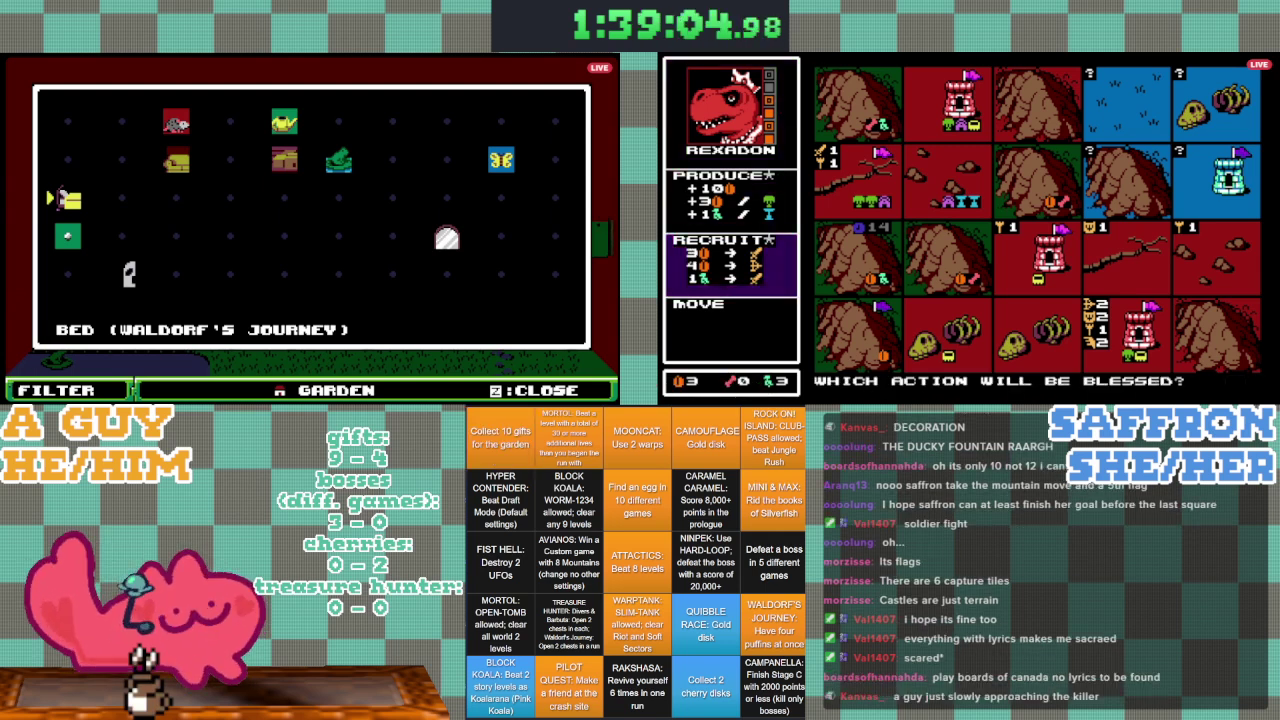 1:39:04.98
LIVE
BED (WALDORF'S JOURNEY)
FILTER
GARDEN
Z:CLOSE
REXADON
PRODUCE*
+10
+3 /
+1 /
RECRUIT*
3 →
4 →
1 →
MOVE
3 0 3
LIVE
?
?
1
1
?
?
14
1
1
1
2
2
1
2
WHICH ACTION WILL BE BLESSED?
A GUY
HE/HIM
gifts:
9 - 4
bosses
(diff. games):
3 - 0
cherries:
0 - 2
treasure hunter:
0 - 0
Collect 10 gifts
for the garden
MORTOL: Beat a
level with a total of
30 or more
additional lives
than you began the
run with
MOONCAT:
Use 2 warps
CAMOUFLAGE:
Gold disk
ROCK ON!
ISLAND: CLUB-
PASS allowed;
beat Jungle
Rush
HYPER
CONTENDER:
Beat Draft
Mode (Default
settings)
BLOCK
KOALA:
WORM-1234
allowed; clear
any 9 levels
Find an egg in
10 different
games
CARAMEL
CARAMEL:
Score 8,000+
points in the
prologue
MINI & MAX:
Rid the books
of Silverfish
FIST HELL:
Destroy 2
UFOs
AVIANOS: Win a
Custom game
with 8 Mountains
(change no other
settings)
ATTACTICS:
Beat 8 levels
NINPEK: Use
HARD-LOOP;
defeat the boss
with a score of
20,000+
Defeat a boss
in 5 different
games
MORTOL:
OPEN-TOMB
allowed; clear
all world 2
levels
TREASURE
HUNTER: Divers &
Barbuta: Open 2
chests in each;
Waldorf's Journey:
Open 2 chests in a run
WARPTANK:
SLIM-TANK
allowed; clear
Riot and Soft
Sectors
QUIBBLE
RACE: Gold
disk
WALDORF'S
JOURNEY:
Have four
puffins at once
BLOCK
KOALA: Beat 2
story levels as
Koalarana (Pink
Koala)
PILOT
QUEST: Make
a friend at the
crash site
RAKSHASA:
Revive yourself
6 times in one
run
Collect 2
cherry disks
CAMPANELLA:
Finish Stage C
with 2000 points
or less (kill only
bosses)
SAFFRON
SHE/HER
Kanvas_: DECORATION
oooolung: THE DUCKY FOUNTAIN RAARGH
boardsofhannahda: oh its only 10 not 12 i can
Aranq13: nooo saffron take the mountain move and a 5th flag
oooolung: I hope saffron can at least finish her goal before the last square
Val1407 soldier fight
oooolung: oh...
morzisse: Its flags
morzisse: There are 6 capture tiles
morzisse: Castles are just terrain
Val1407 i hope its fine too
Val1407 everything with lyrics makes me sacraed
Val1407 scared*
boardsofhannahda: play boards of canada no lyrics to be found
Kanvas_: a guy just slowly approaching the killer